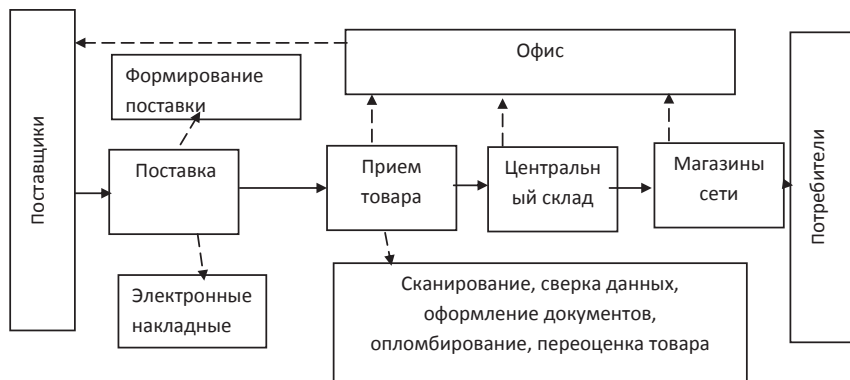 Поставщики
Офис
Формирование
поставки
Поставка
Прием
товара
Центральн
ый склад
Магазины
сети
Потребители
Электронные
накладные
Сканирование, сверка данных,
оформление документов,
опломбирование, переоценка товара